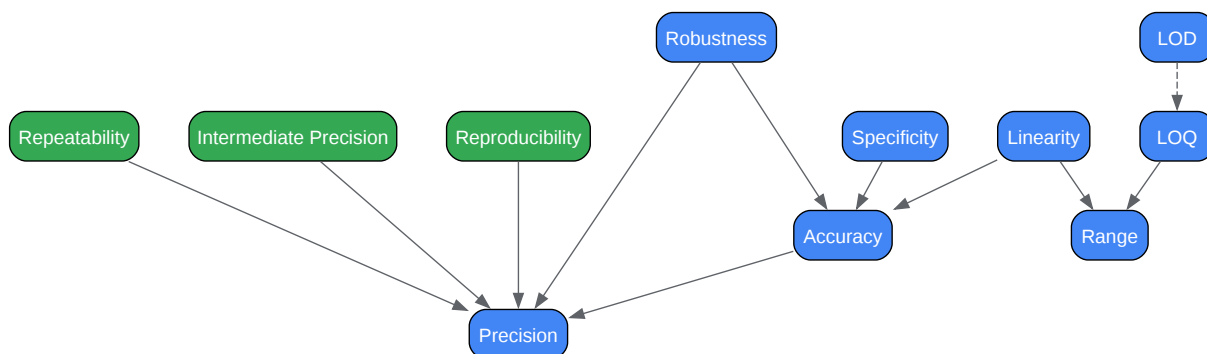 Robustness
LOD
Repeatability
Intermediate Precision
Reproducibility
Specificity
Linearity
LOQ
Accuracy
Range
Precision